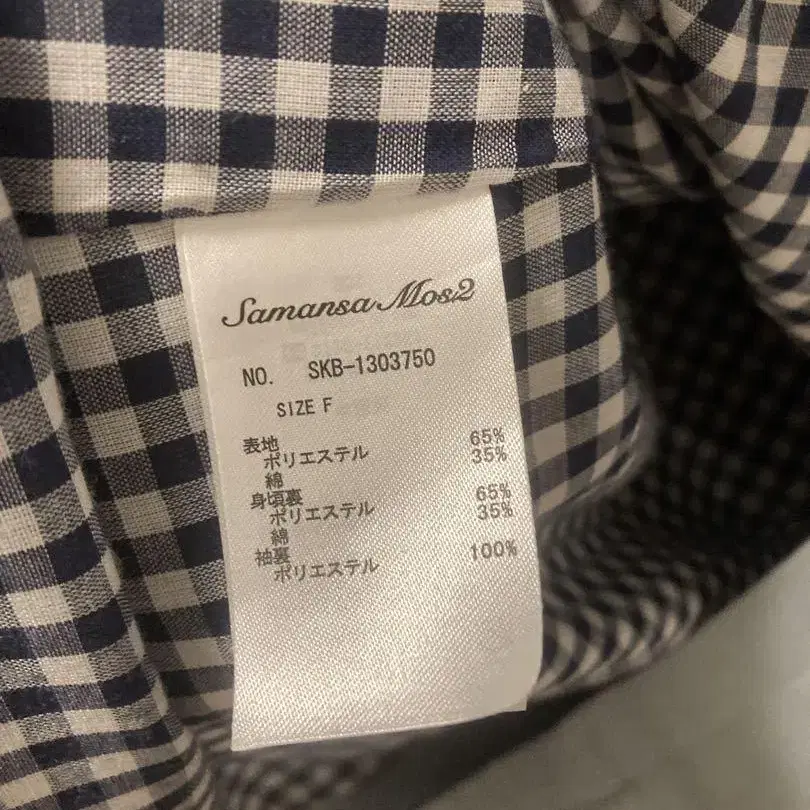 Samansa Mos2
NO. SKB-1303750
SIZE F
表地
ポリエステル 65%
綿 35%
身頃裏
ポリエステル 65%
綿 35%
袖裏
ポリエステル 100%